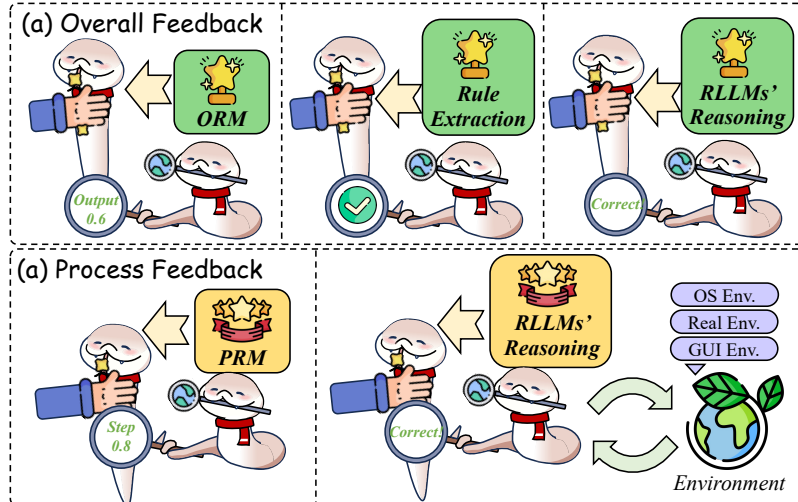 (a) Overall Feedback
ORM
Output
0.6
Rule
Extraction
RLLMs'
Reasoning
Correct!
(a) Process Feedback
PRM
Step
0.8
RLLMs'
Reasoning
Correct!
OS Env.
Real Env.
GUI Env.
Environment